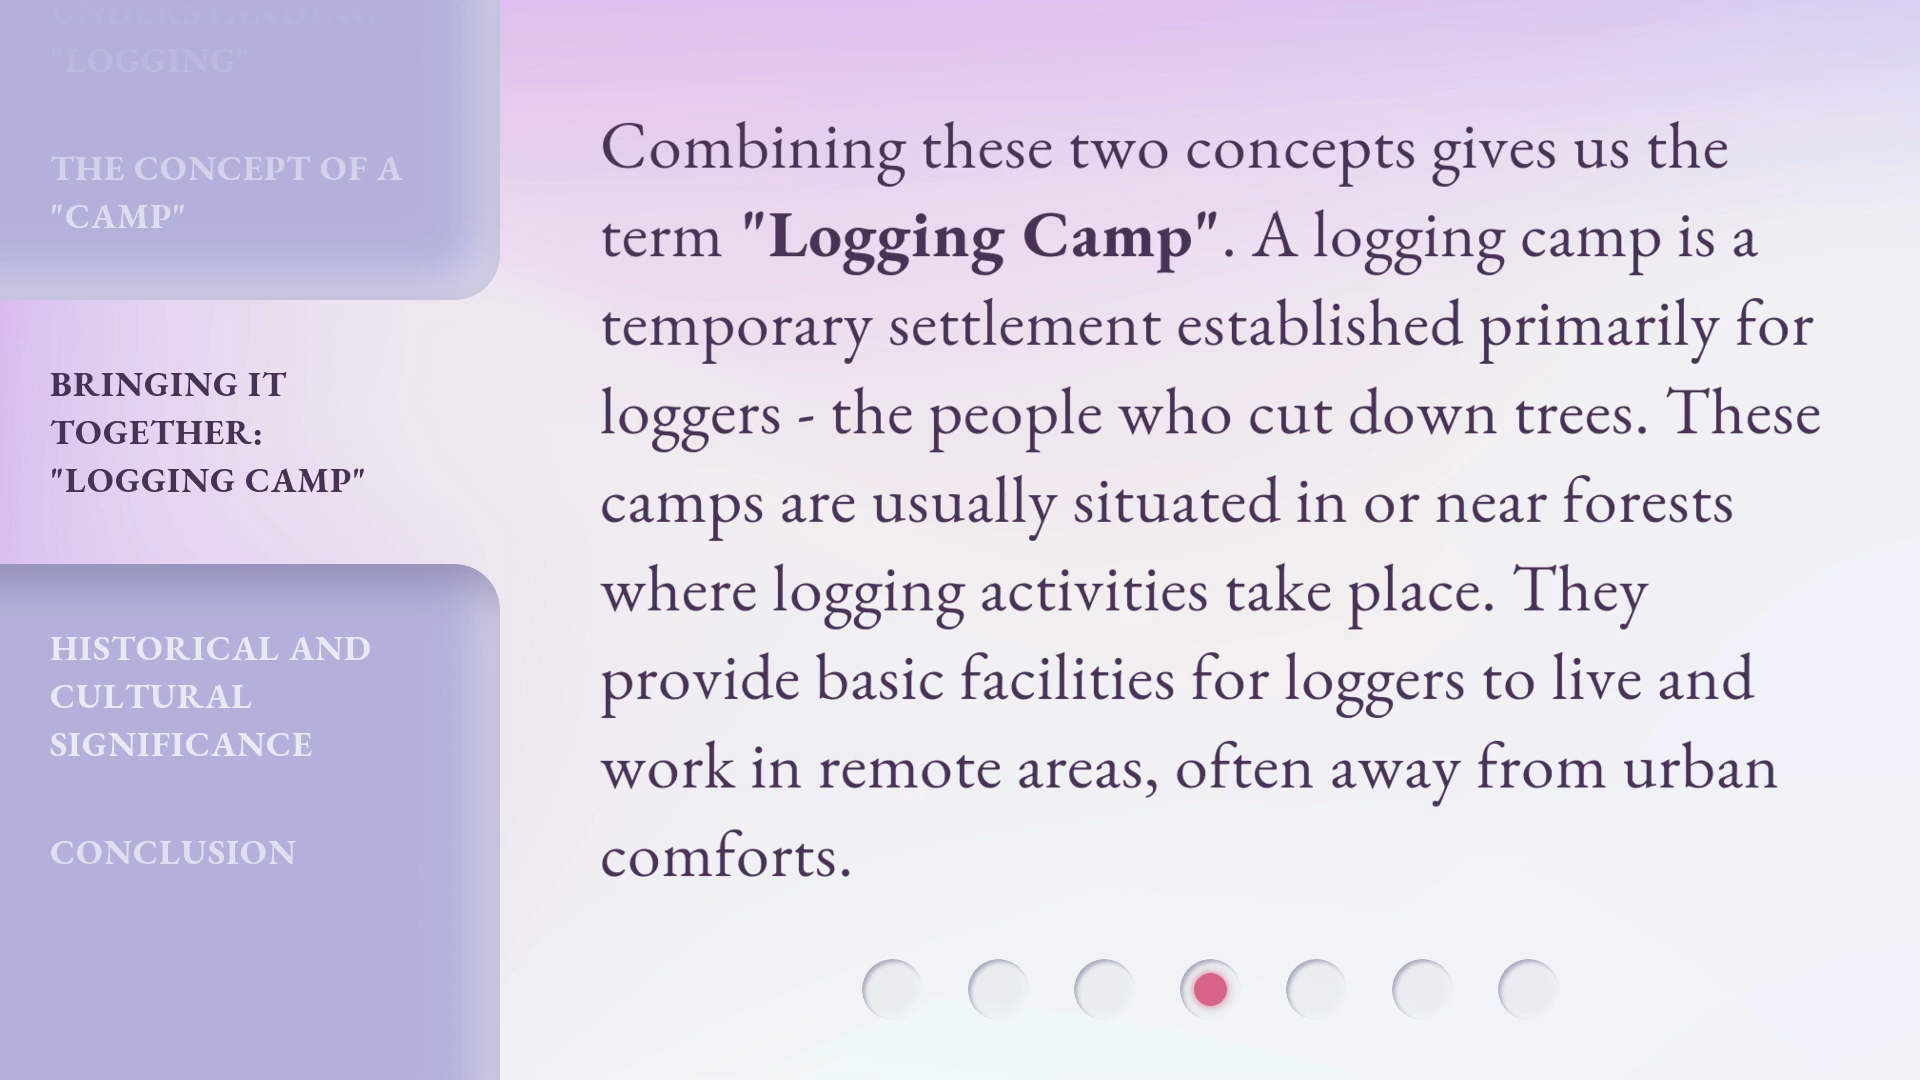 UNDERSTANDING
"LOGGING"
THE CONCEPT OF A
"CAMP"
BRINGING IT
TOGETHER:
"LOGGING CAMP"
HISTORICAL AND
CULTURAL
SIGNIFICANCE
CONCLUSION
Combining these two concepts gives us the
term "Logging Camp". A logging camp is a
temporary settlement established primarily for
loggers - the people who cut down trees. These
camps are usually situated in or near forests
where logging activities take place. They
provide basic facilities for loggers to live and
work in remote areas, often away from urban
comforts.